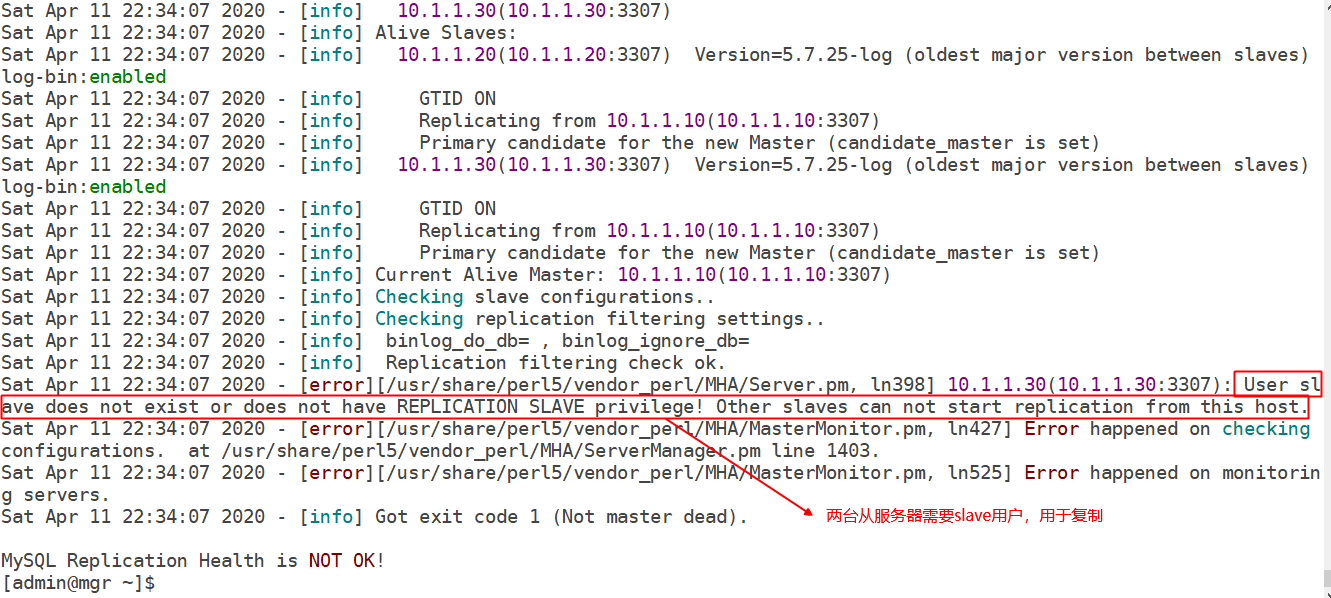 Sat Apr 11 22:34:07 2020 - [info]   10.1.1.30(10.1.1.30:3307)
Sat Apr 11 22:34:07 2020 - [info] Alive Slaves:
Sat Apr 11 22:34:07 2020 - [info]   10.1.1.20(10.1.1.20:3307)  Version=5.7.25-log (oldest major version between slaves)
log-bin:enabled
Sat Apr 11 22:34:07 2020 - [info]     GTID ON
Sat Apr 11 22:34:07 2020 - [info]     Replicating from 10.1.1.10(10.1.1.10:3307)
Sat Apr 11 22:34:07 2020 - [info]     Primary candidate for the new Master (candidate_master is set)
Sat Apr 11 22:34:07 2020 - [info]   10.1.1.30(10.1.1.30:3307)  Version=5.7.25-log (oldest major version between slaves)
log-bin:enabled
Sat Apr 11 22:34:07 2020 - [info]     GTID ON
Sat Apr 11 22:34:07 2020 - [info]     Replicating from 10.1.1.10(10.1.1.10:3307)
Sat Apr 11 22:34:07 2020 - [info]     Primary candidate for the new Master (candidate_master is set)
Sat Apr 11 22:34:07 2020 - [info] Current Alive Master: 10.1.1.10(10.1.1.10:3307)
Sat Apr 11 22:34:07 2020 - [info] Checking slave configurations..
Sat Apr 11 22:34:07 2020 - [info] Checking replication filtering settings..
Sat Apr 11 22:34:07 2020 - [info]  binlog_do_db= , binlog_ignore_db=
Sat Apr 11 22:34:07 2020 - [info]  Replication filtering check ok.
Sat Apr 11 22:34:07 2020 - [error][/usr/share/perl5/vendor_perl/MHA/Server.pm, ln398] 10.1.1.30(10.1.1.30:3307): User sl
ave does not exist or does not have REPLICATION SLAVE privilege! Other slaves can not start replication from this host.
Sat Apr 11 22:34:07 2020 - [error][/usr/share/perl5/vendor_perl/MHA/MasterMonitor.pm, ln427] Error happened on checking
configurations.  at /usr/share/perl5/vendor_perl/MHA/ServerManager.pm line 1403.
Sat Apr 11 22:34:07 2020 - [error][/usr/share/perl5/vendor_perl/MHA/MasterMonitor.pm, ln525] Error happened on monitorin
g servers.
Sat Apr 11 22:34:07 2020 - [info] Got exit code 1 (Not master dead).
两台从服务器需要slave用户，用于复制
MySQL Replication Health is NOT OK!
[admin@mgr ~]$